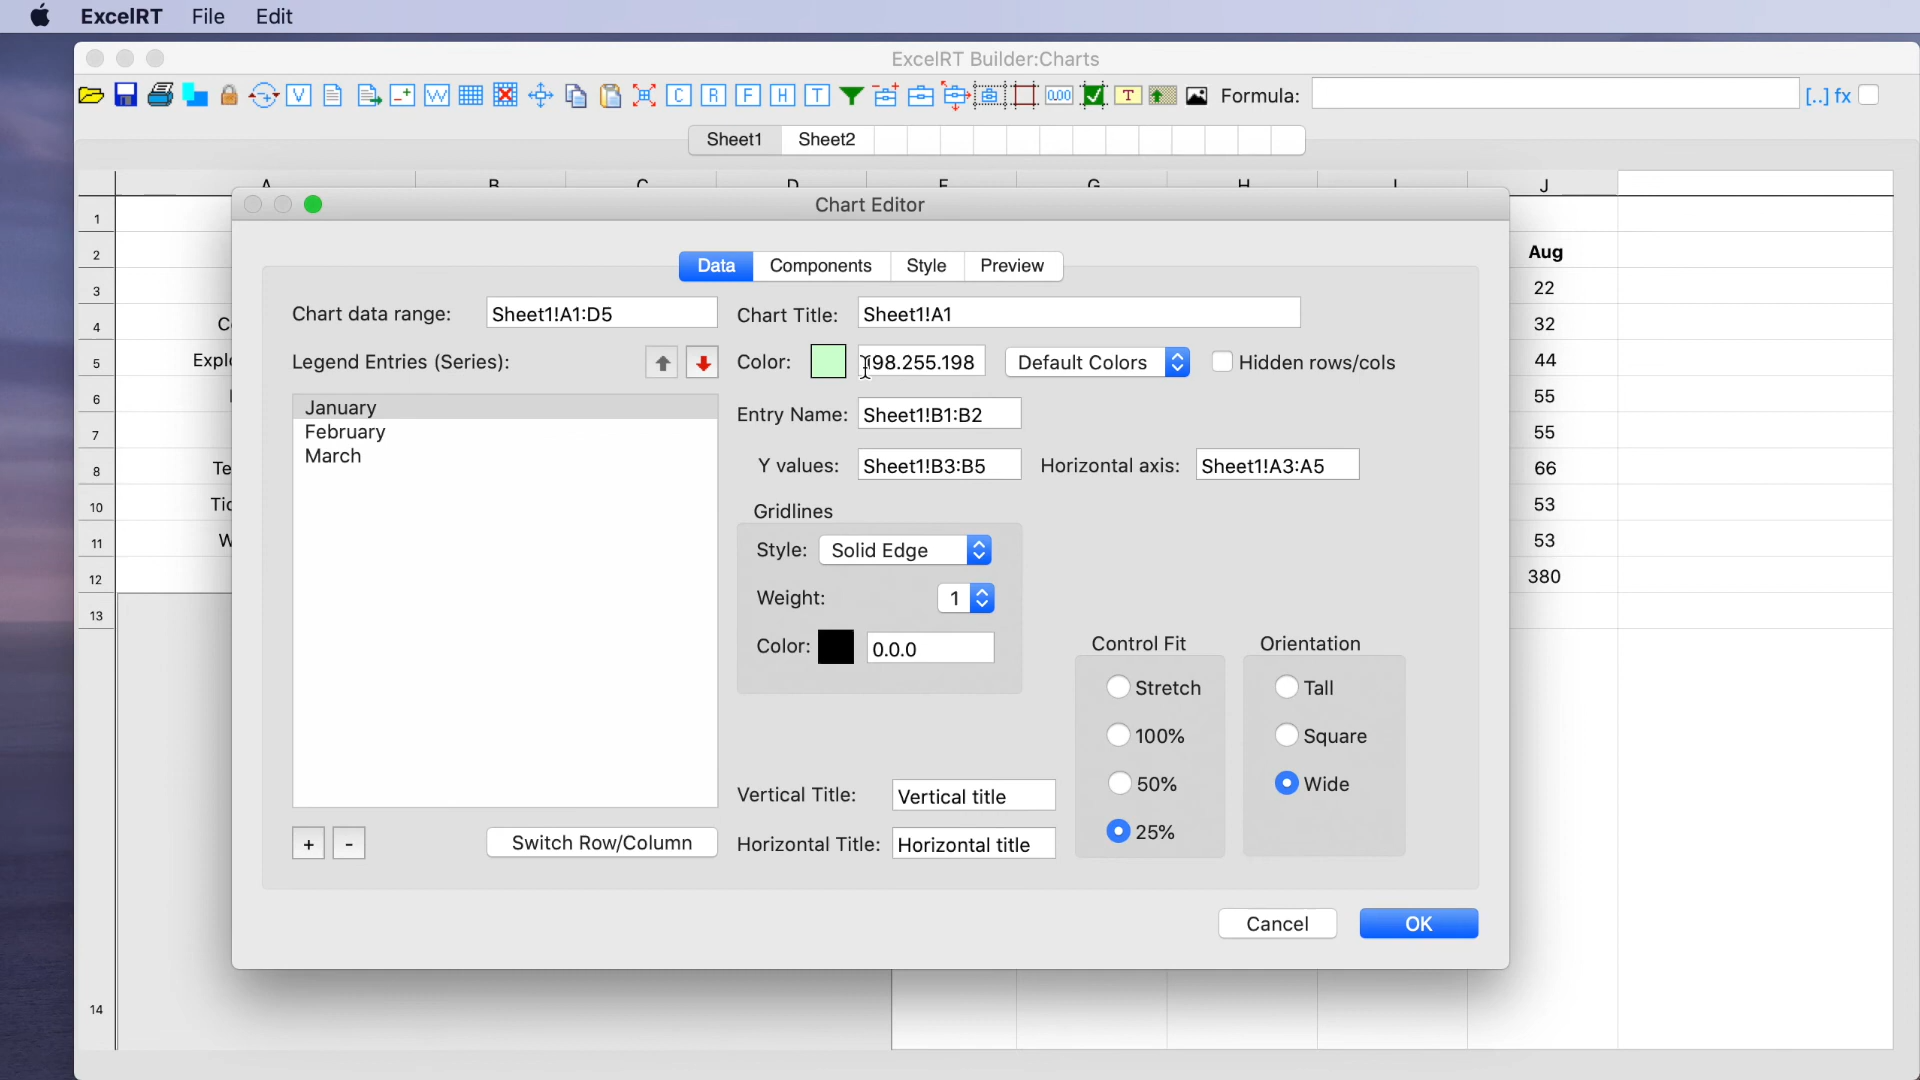 ExcelRT File Edit
ExcelRT Builder:Charts
V C R F H T 0.00 T Formula: [..] fx
Sheet1 Sheet2
A B C D F G H I J
Chart Editor
1
2 Aug
3 22
4 C 32
5 Expl 44
6 55
7 55
8 Te 66
10 Tic 53
11 W 53
12 380
13
14
Data Components Style Preview
Chart data range: Sheet1!A1:D5 Chart Title: Sheet1!A1
Legend Entries (Series): Color: 198.255.198 Default Colors Hidden rows/cols
January
February
March
Entry Name: Sheet1!B1:B2
Y values: Sheet1!B3:B5 Horizontal axis: Sheet1!A3:A5
Gridlines
Style: Solid Edge
Weight: 1
Color: 0.0.0
Control Fit Orientation
Stretch Tall
100% Square
50% Wide
25%
Vertical Title: Vertical title
+ - Switch Row/Column Horizontal Title: Horizontal title
Cancel OK